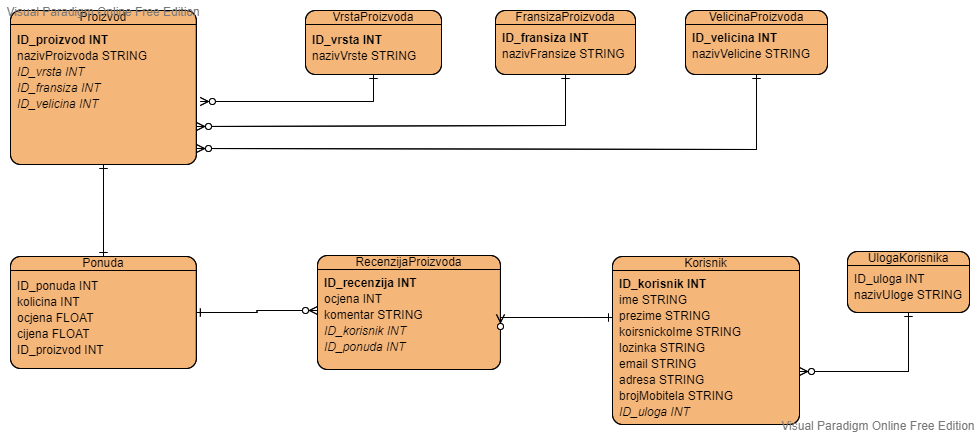 Visual Paradigm Online Free Edition
Proizvod
ID_proizvod INT
nazivProizvoda STRING
ID_vrsta INT
ID_fransiza INT
ID_velicina INT
VrstaProizvoda
ID_vrsta INT
nazivVrste STRING
FransizaProizvoda
ID_fransiza INT
nazivFransize STRING
VelicinaProizvoda
ID_velicina INT
nazivVelicine STRING
Ponuda
ID_ponuda INT
kolicina INT
ocjena FLOAT
cijena FLOAT
ID_proizvod INT
RecenzijaProizvoda
ID_recenzija INT
ocjena INT
komentar STRING
ID_korisnik INT
ID_ponuda INT
Korisnik
ID_korisnik INT
ime STRING
prezime STRING
koirsnickoIme STRING
lozinka STRING
email STRING
adresa STRING
brojMobitela STRING
ID_uloga INT
UlogaKorisnika
ID_uloga INT
nazivUloge STRING
Visual Paradigm Online Free Edition